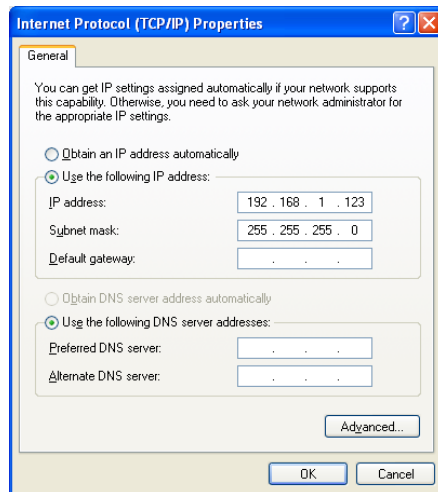 Internet Protocol (TCP/IP) Properties
General
You can get IP settings assigned automatically if your network supports
this capability. Otherwise, you need to ask your network administrator for
the appropriate IP settings.
Obtain an IP address automatically
Use the following IP address:
IP address: 192 . 168 . 1 . 123
Subnet mask: 255 . 255 . 255 . 0
Default gateway: . . .
Obtain DNS server address automatically
Use the following DNS server addresses:
Preferred DNS server: . . .
Alternate DNS server: . . .
Advanced...
OK Cancel